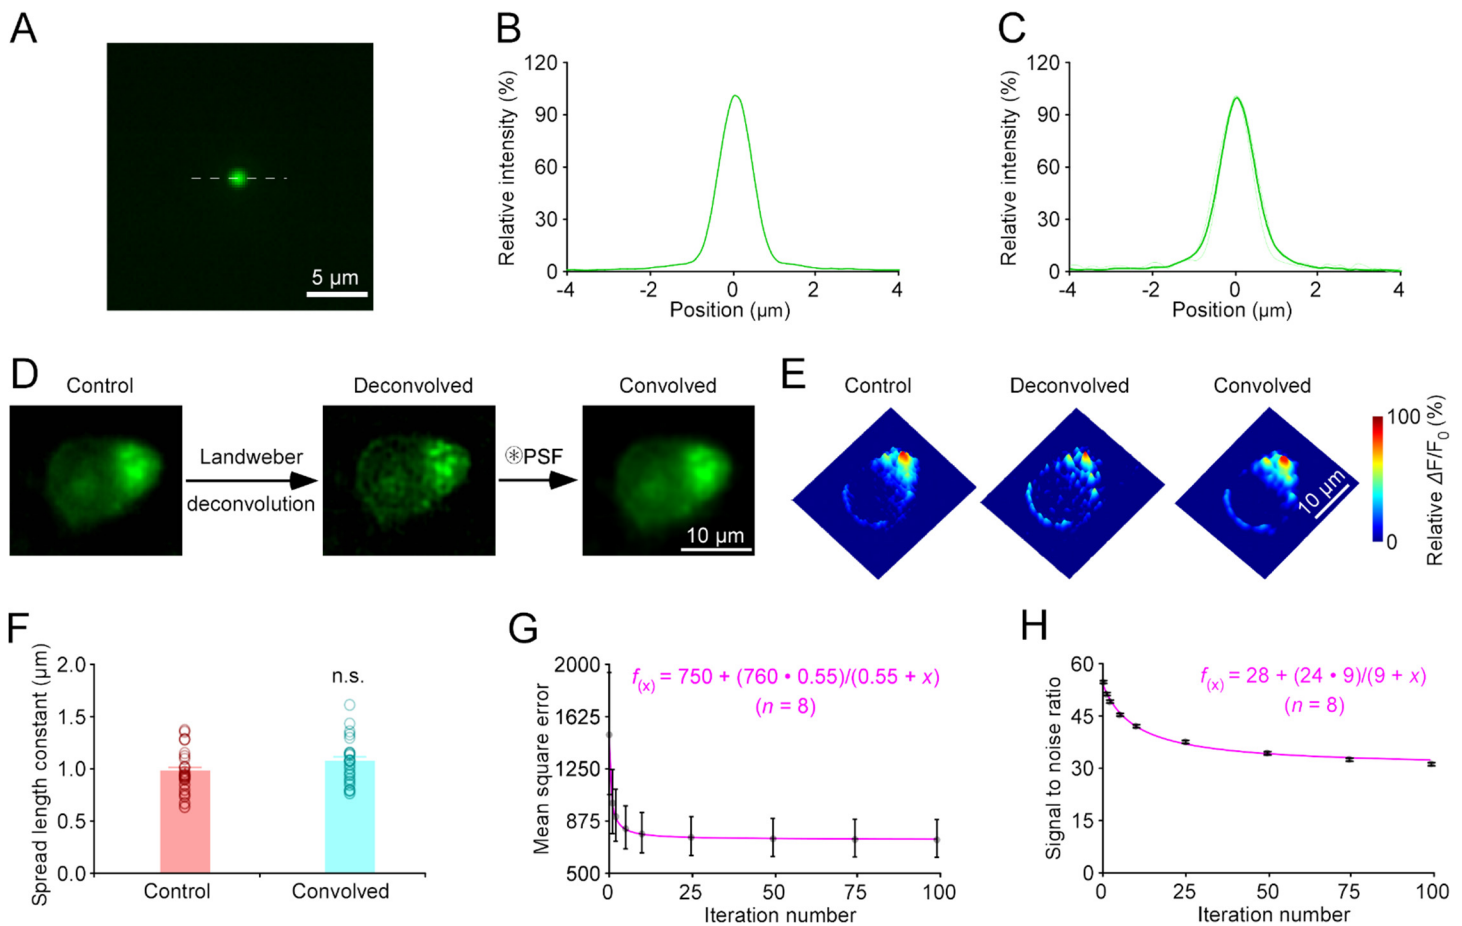 A
5 µm
B
Relative intensity (%)
120
90
60
30
0
-4
-2
0
2
4
Position (µm)
C
Relative intensity (%)
120
90
60
30
0
-4
-2
0
2
4
Position (µm)
D
Control
Deconvolved
Convolved
Landweber
deconvolution
⊛PSF
10 µm
E
Control
Deconvolved
Convolved
10 µm
100
0
Relative ΔF/F0 (%)
F
Spread length constant (µm)
2.0
1.5
1.0
0.5
0.0
n.s.
Control
Convolved
G
Mean square error
2000
1625
1250
875
500
f(x) = 750 + (760 • 0.55)/(0.55 + x)
(n = 8)
0
25
50
75
100
Iteration number
H
Signal to noise ratio
60
45
30
15
0
f(x) = 28 + (24 • 9)/(9 + x)
(n = 8)
0
25
50
75
100
Iteration number